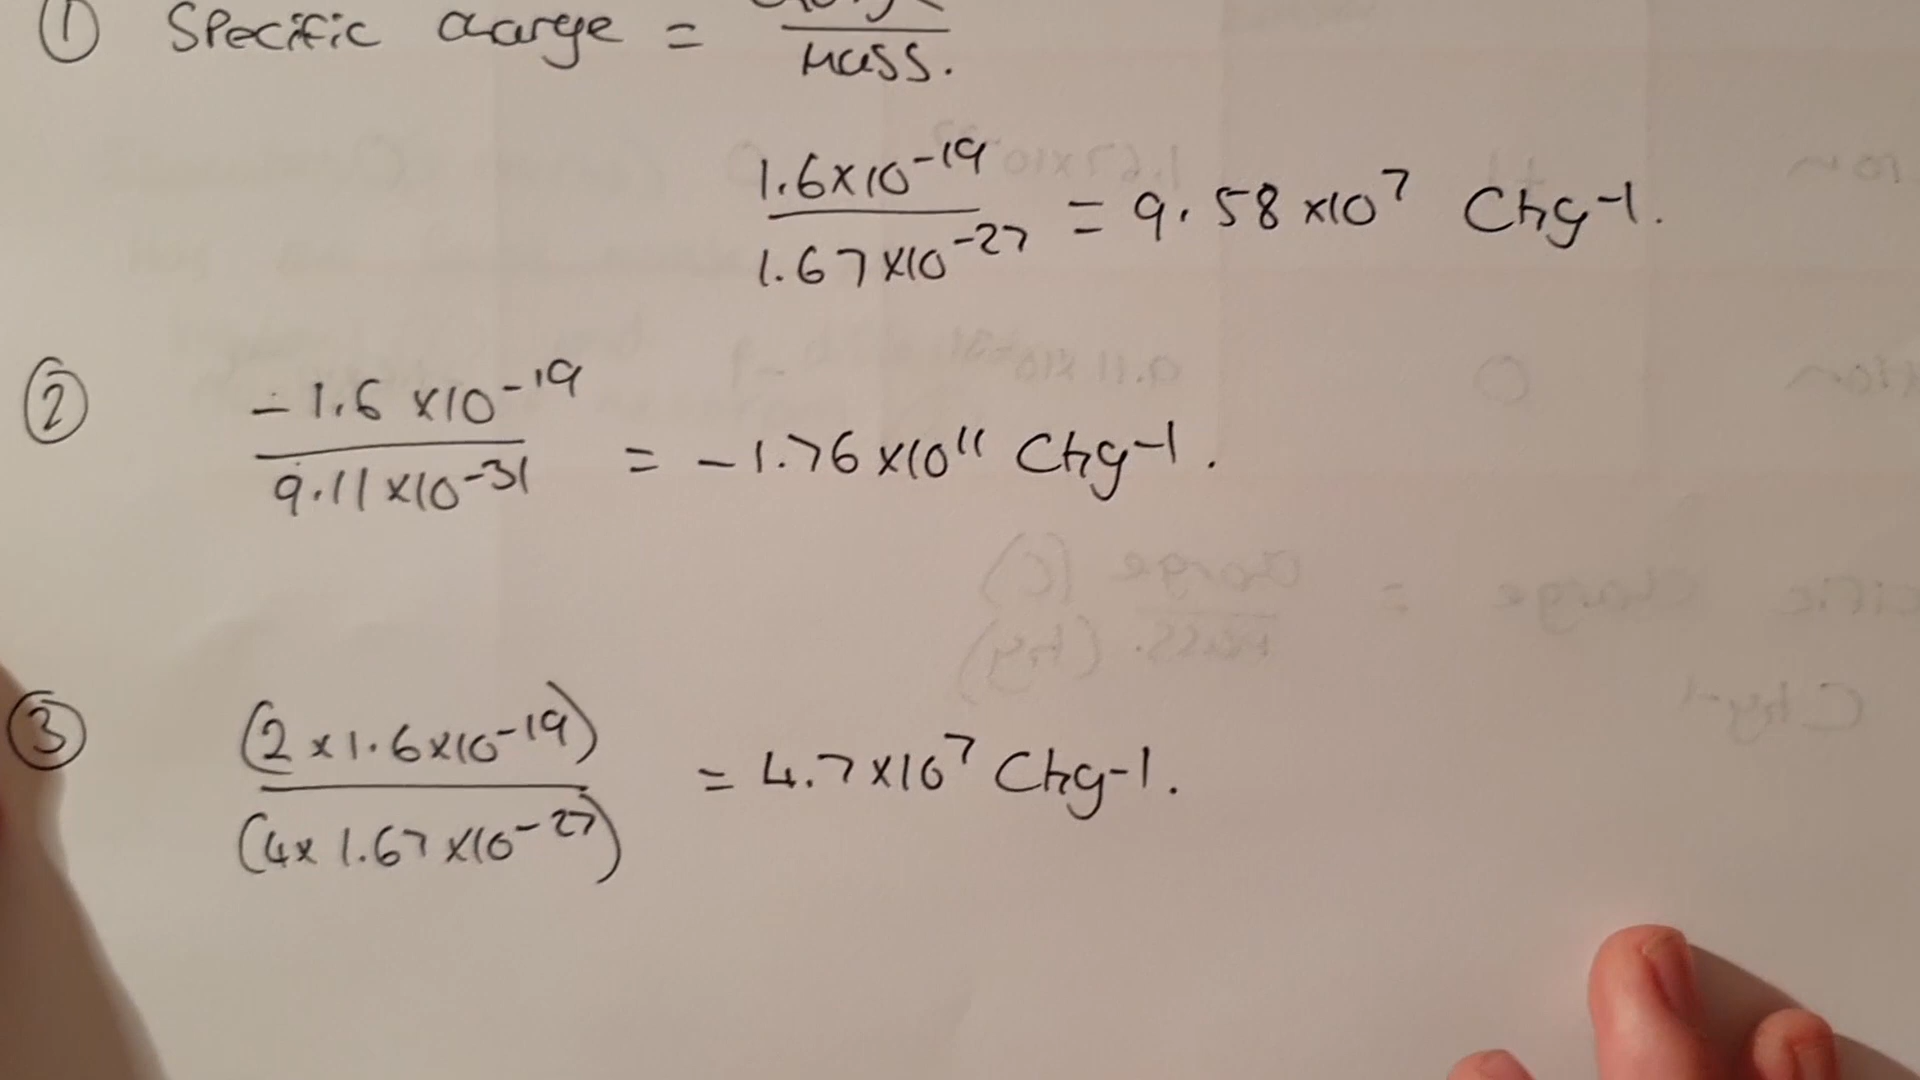 ① Specific charge = 
mass.
1.6×10⁻¹⁹
1.67×10⁻²⁷ = 9.58×10⁷ Ckg-1.
② -1.6×10⁻¹⁹
9.11×10⁻³¹ = -1.76×10¹¹ Ckg-1.
③ (2×1.6×10⁻¹⁹)
(4×1.67×10⁻²⁷) = 4.7×10⁷ Ckg-1.